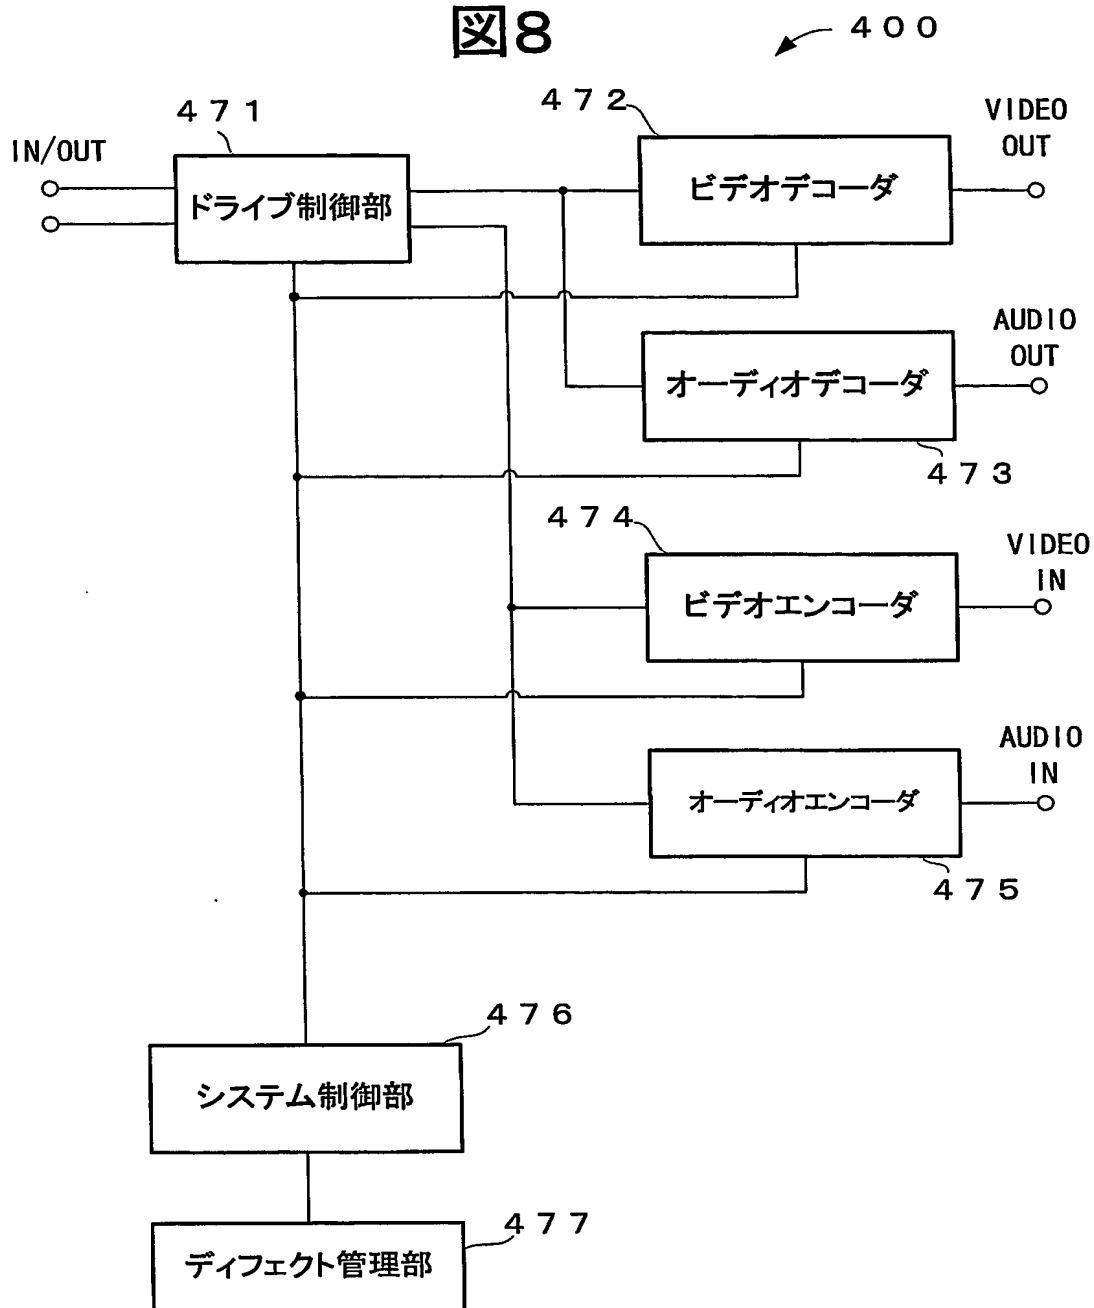 図8
400
471
472
VIDEO
OUT
IN/OUT
ドライブ制御部
ビデオデコーダ
AUDIO
OUT
オーディオデコーダ
473
474
VIDEO
IN
ビデオエンコーダ
AUDIO
IN
オーディオエンコーダ
475
476
システム制御部
477
ディフェクト管理部